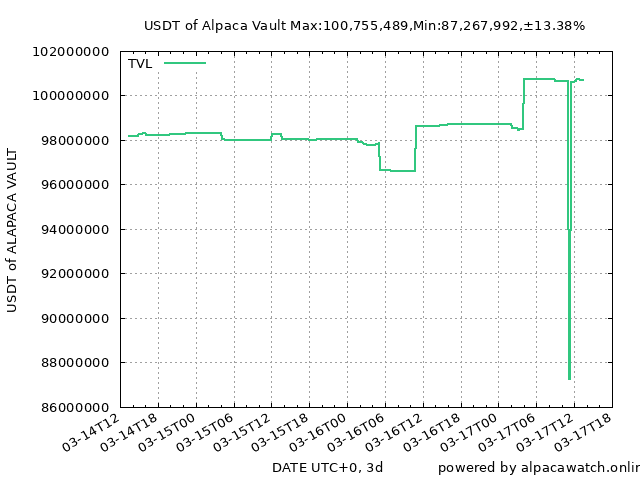 USDT of Alpaca Vault Max:100,755,489,Min:87,267,992,±13.38%
TVL
102000000
100000000
98000000
96000000
94000000
92000000
90000000
88000000
86000000
USDT of ALAPACA VAULT
03-14T12
03-14T18
03-15T00
03-15T06
03-15T12
03-15T18
03-16T00
03-16T06
03-16T12
03-16T18
03-17T00
03-17T06
03-17T12
03-17T18
DATE UTC+0, 3d
powered by alpacawatch.onlin